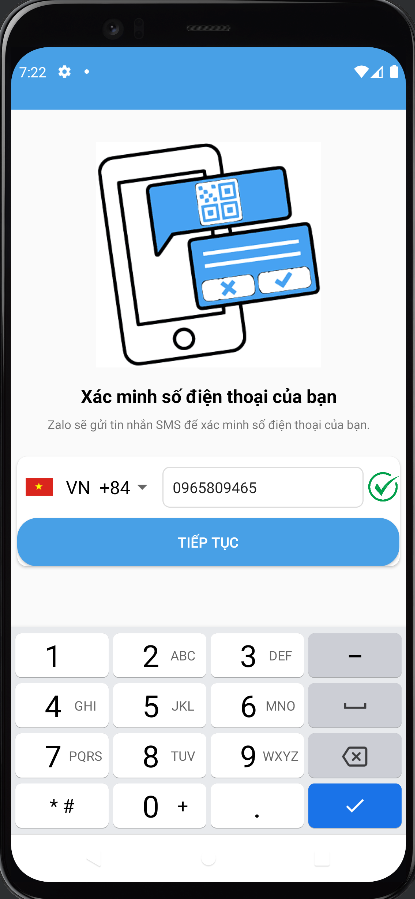 7:22
Xác minh số điện thoại của bạn
Zalo sẽ gửi tin nhắn SMS để xác minh số điện thoại của bạn.
VN +84 0965809465
TIẾP TỤC
1 2 ABC 3 DEF –
4 GHI 5 JKL 6 MNO
7 PQRS 8 TUV 9 WXYZ
* # 0 + .